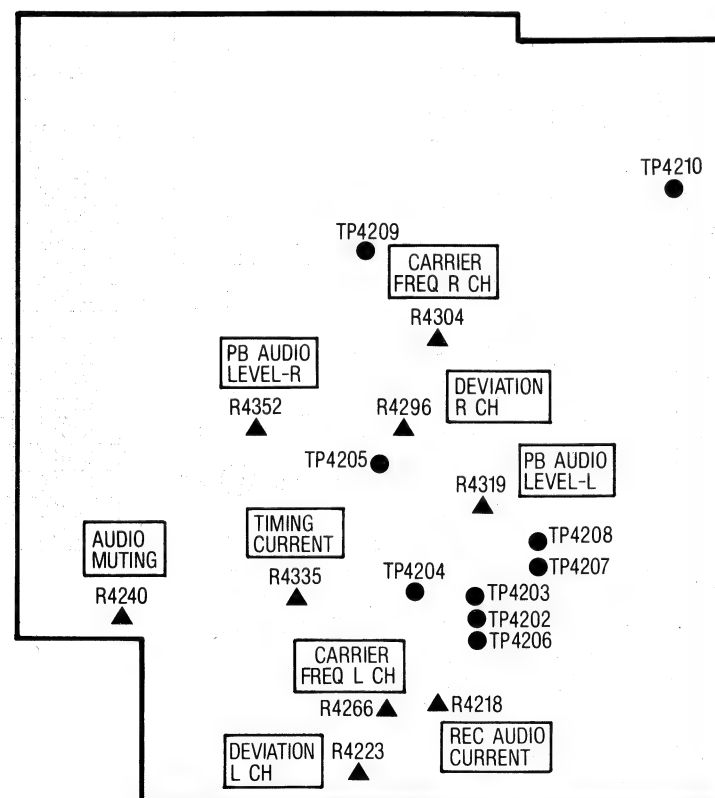 TP4210
TP4209
CARRIER
FREQ R CH
R4304
PB AUDIO
LEVEL-R
DEVIATION
R CH
R4352
R4296
TP4205
PB AUDIO
LEVEL-L
R4319
TIMING
CURRENT
AUDIO
MUTING
TP4208
TP4207
R4335
TP4204
TP4203
R4240
TP4202
TP4206
CARRIER
FREQ L CH
R4266
R4218
REC AUDIO
CURRENT
DEVIATION
L CH
R4223